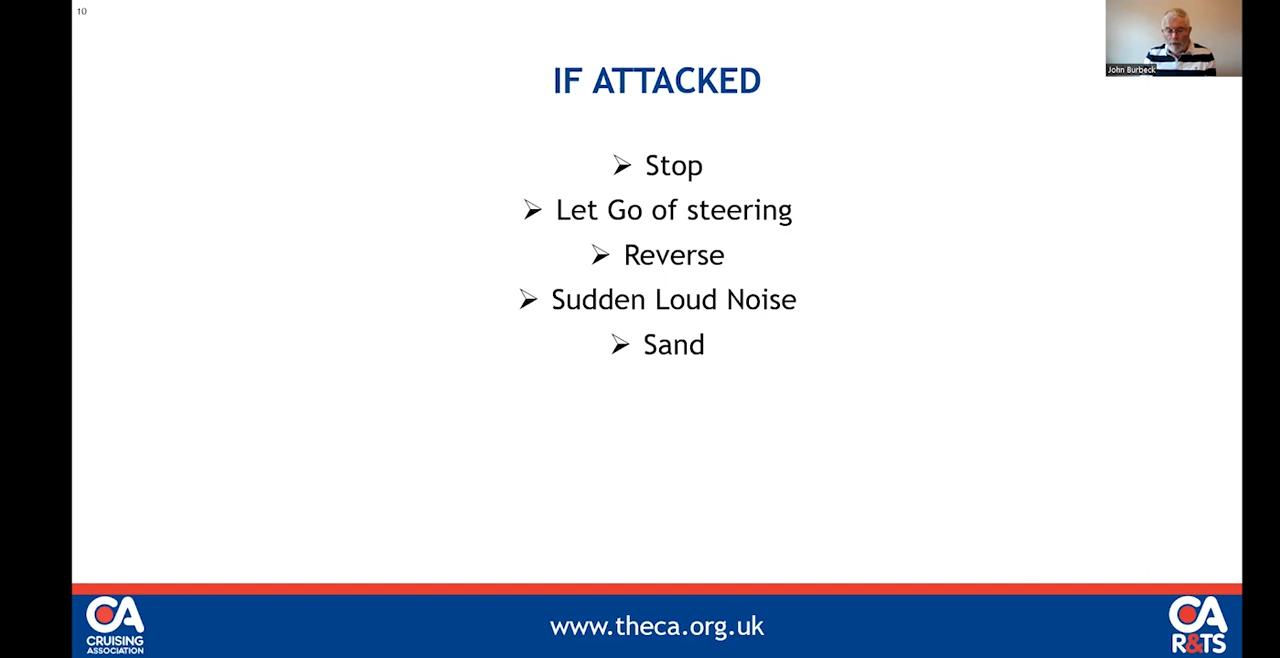 10
John Burbeck
IF ATTACKED
➢ Stop
➢ Let Go of steering
➢ Reverse
➢ Sudden Loud Noise
➢ Sand
CA
CRUISING
ASSOCIATION
www.theca.org.uk
CA
R&TS